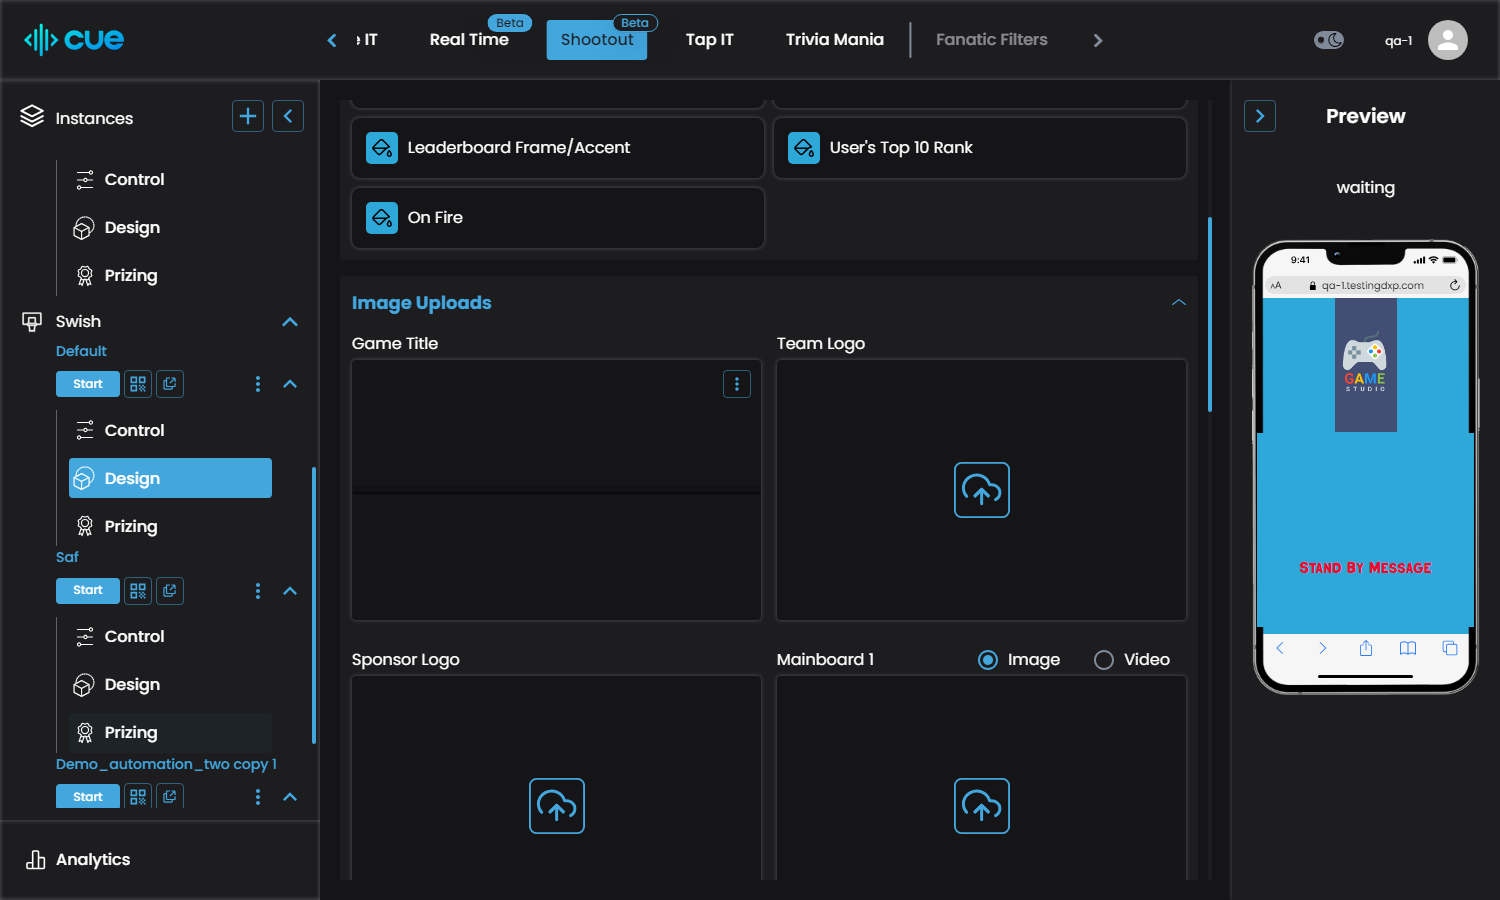 cue
e IT
Real Time
Beta
Shootout
Beta
Tap IT
Trivia Mania
Fanatic Filters
qa-1
Instances
Control
Design
Prizing
Swish
Default
Start
Control
Design
Prizing
Saf
Start
Control
Design
Prizing
Demo_automation_two copy 1
Start
Analytics
Leaderboard Frame/Accent
User's Top 10 Rank
On Fire
Image Uploads
Game Title
Team Logo
Sponsor Logo
Mainboard 1
Image
Video
Preview
waiting
9:41
AA
qa-1.testingdxp.com
GAME
STUDIO
Stand By Message